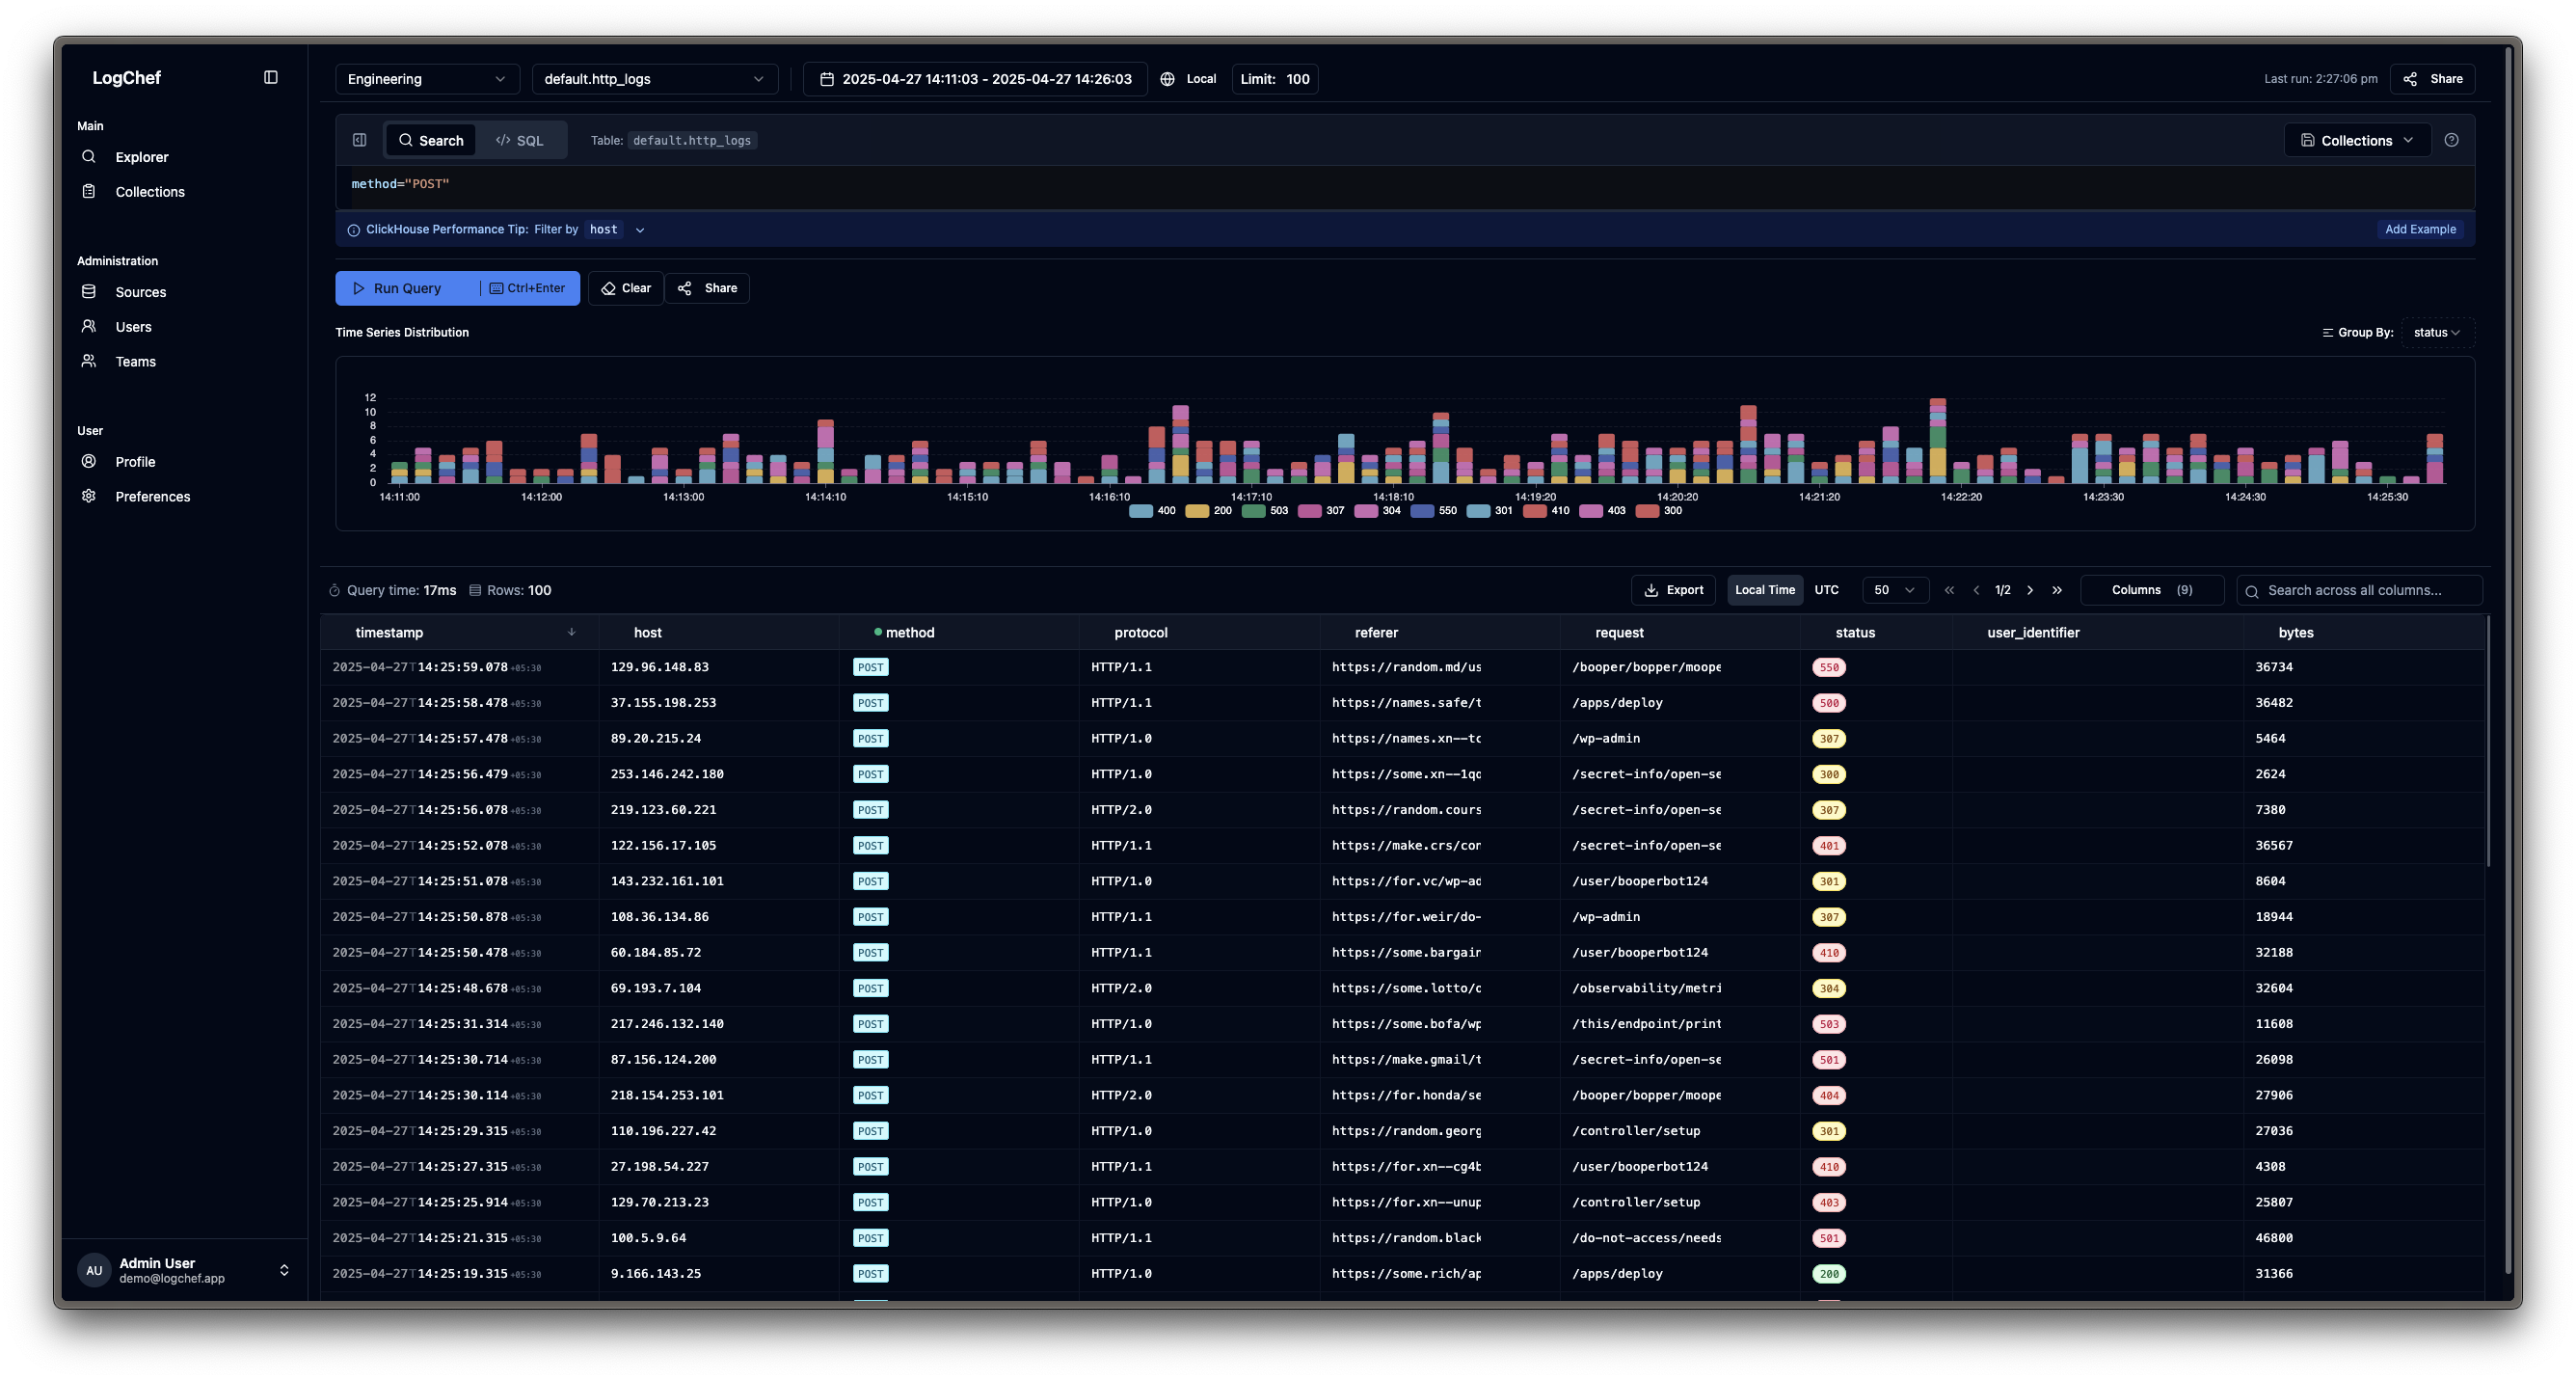 LogChef
Main
Explorer
Collections
Administration
Sources
Users
Teams
User
Profile
Preferences
AU
Admin User
demo@logchef.app
Engineering
default.http_logs
2025-04-27 14:11:03 - 2025-04-27 14:26:03
Local
Limit: 100
Last run: 2:27:06 pm
Share
Search
SQL
Table: default.http_logs
Collections
method="POST"
ClickHouse Performance Tip: Filter by host
Add Example
Run Query
Ctrl+Enter
Clear
Share
Time Series Distribution
Group By: status
12
10
8
6
4
2
0
14:11:00 14:12:00 14:13:00 14:14:10 14:15:10 14:16:10 14:17:10 14:18:10 14:19:20 14:20:20 14:21:20 14:22:20 14:23:30 14:24:30 14:25:30
400 200 503 307 304 550 301 410 403 300
Query time: 17ms Rows: 100
Export
Local Time UTC
50
1/2
Columns (9)
Search across all columns...
timestamp host method protocol referer request status user_identifier bytes
2025-04-27T14:25:59.078+05:30 129.96.148.83 POST HTTP/1.1 https://random.md/us /booper/bopper/moope 550 36734
2025-04-27T14:25:58.478+05:30 37.155.198.253 POST HTTP/1.1 https://names.safe/t /apps/deploy 500 36482
2025-04-27T14:25:57.478+05:30 89.20.215.24 POST HTTP/1.0 https://names.xn--tc /wp-admin 307 5464
2025-04-27T14:25:56.479+05:30 253.146.242.180 POST HTTP/1.0 https://some.xn--1qc /secret-info/open-se 300 2624
2025-04-27T14:25:56.078+05:30 219.123.60.221 POST HTTP/2.0 https://random.cours /secret-info/open-se 307 7380
2025-04-27T14:25:52.078+05:30 122.156.17.105 POST HTTP/1.1 https://make.crs/con /secret-info/open-se 401 36567
2025-04-27T14:25:51.078+05:30 143.232.161.101 POST HTTP/1.0 https://for.vc/wp-ad /user/booperbot124 301 8604
2025-04-27T14:25:50.878+05:30 108.36.134.86 POST HTTP/1.1 https://for.weir/do- /wp-admin 307 18944
2025-04-27T14:25:50.478+05:30 60.184.85.72 POST HTTP/1.1 https://some.bargain /user/booperbot124 410 32188
2025-04-27T14:25:48.678+05:30 69.193.7.104 POST HTTP/2.0 https://some.lotto/c /observability/metri 304 32604
2025-04-27T14:25:31.314+05:30 217.246.132.140 POST HTTP/1.0 https://some.bofa/wp /this/endpoint/print 503 11608
2025-04-27T14:25:30.714+05:30 87.156.124.200 POST HTTP/1.1 https://make.gmail/t /secret-info/open-se 501 26098
2025-04-27T14:25:30.114+05:30 218.154.253.101 POST HTTP/2.0 https://for.honda/se /booper/bopper/moope 404 27906
2025-04-27T14:25:29.315+05:30 110.196.227.42 POST HTTP/1.0 https://random.georg /controller/setup 301 27036
2025-04-27T14:25:27.315+05:30 27.198.54.227 POST HTTP/1.1 https://for.xn--cg4b /user/booperbot124 410 4308
2025-04-27T14:25:25.914+05:30 129.70.213.23 POST HTTP/1.0 https://for.xn--unup /controller/setup 403 25807
2025-04-27T14:25:21.315+05:30 100.5.9.64 POST HTTP/1.1 https://random.black /do-not-access/needs 501 46800
2025-04-27T14:25:19.315+05:30 9.166.143.25 POST HTTP/1.0 https://some.rich/ap /apps/deploy 200 31366